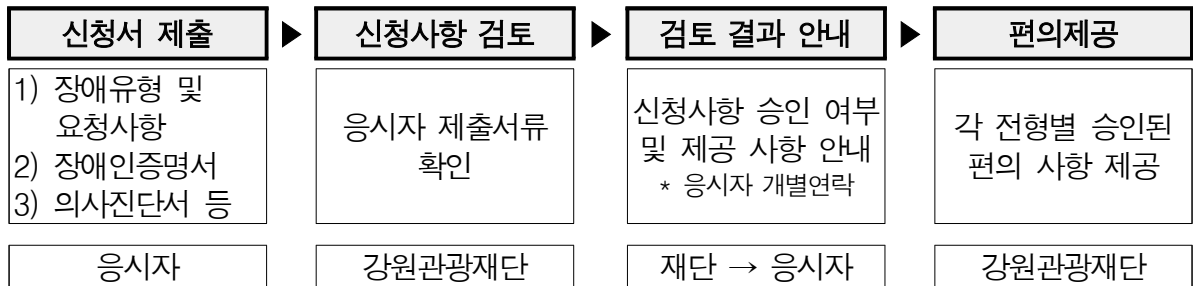 신청서 제출 ▶ 신청사항 검토 ▶ 검토 결과 안내 ▶ 편의제공
1) 장애유형 및
요청사항
2) 장애인증명서
3) 의사진단서 등
응시자 제출서류
확인
신청사항 승인 여부
및 제공 사항 안내
* 응시자 개별연락
각 전형별 승인된
편의 사항 제공
응시자
강원관광재단
재단 → 응시자
강원관광재단